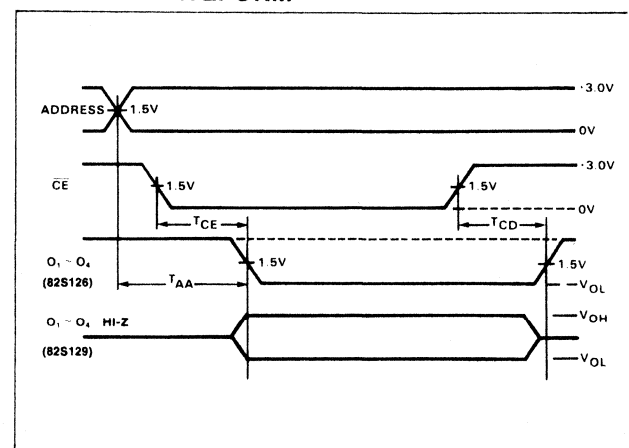 ·3.0V
ADDRESS 1.5V
0V
·3.0V
CE 1.5V 1.5V
0V
TCE TCD
O1 ~ O4 1.5V 1.5V
(82S126) TAA VOL
O1 ~ O4 HI-Z VOH
(82S129) VOL